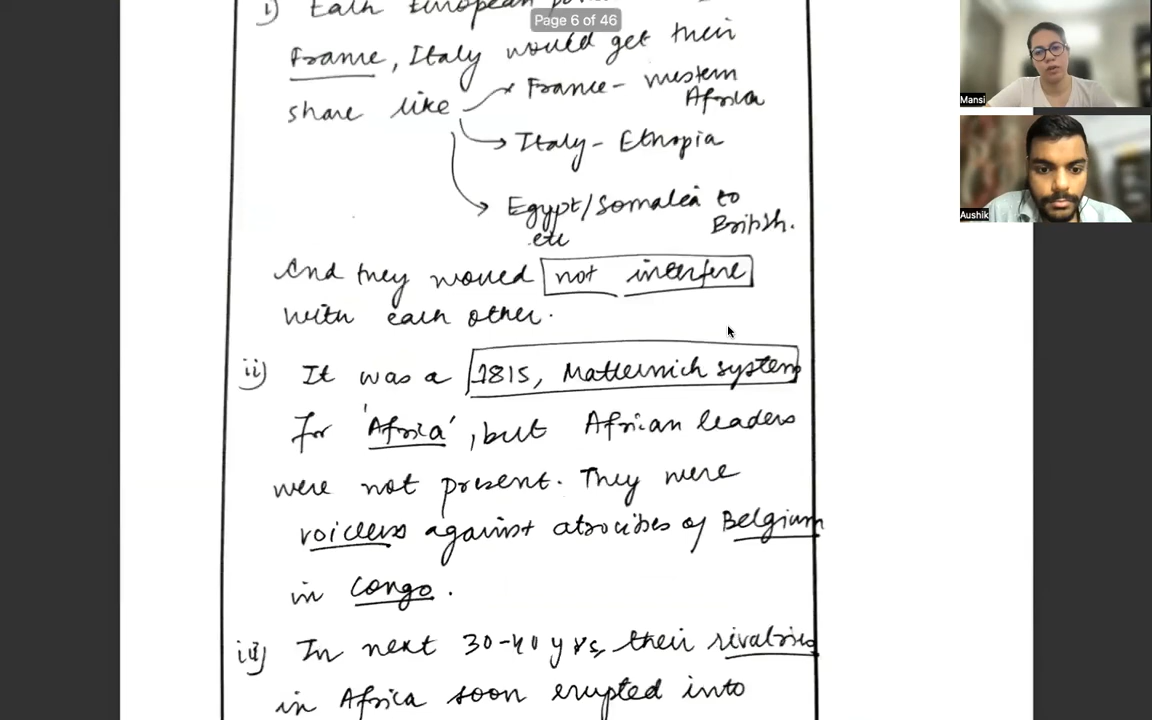 Page 6 of 46
i) Each European
France, Italy would get their
share like
France - western
Africa
Italy - Ethopia
Egypt/Somalia to
etc
British.
And they would not interfere
with each other.
ii) It was a 1815, Matternich system
for 'Africa', but African leaders
were not present. They were
voicless against atrocities of Belgium
in Congo.
iii) In next 30-40 yrs, their rivalries
in Africa soon erupted into
Mansi
Aushik